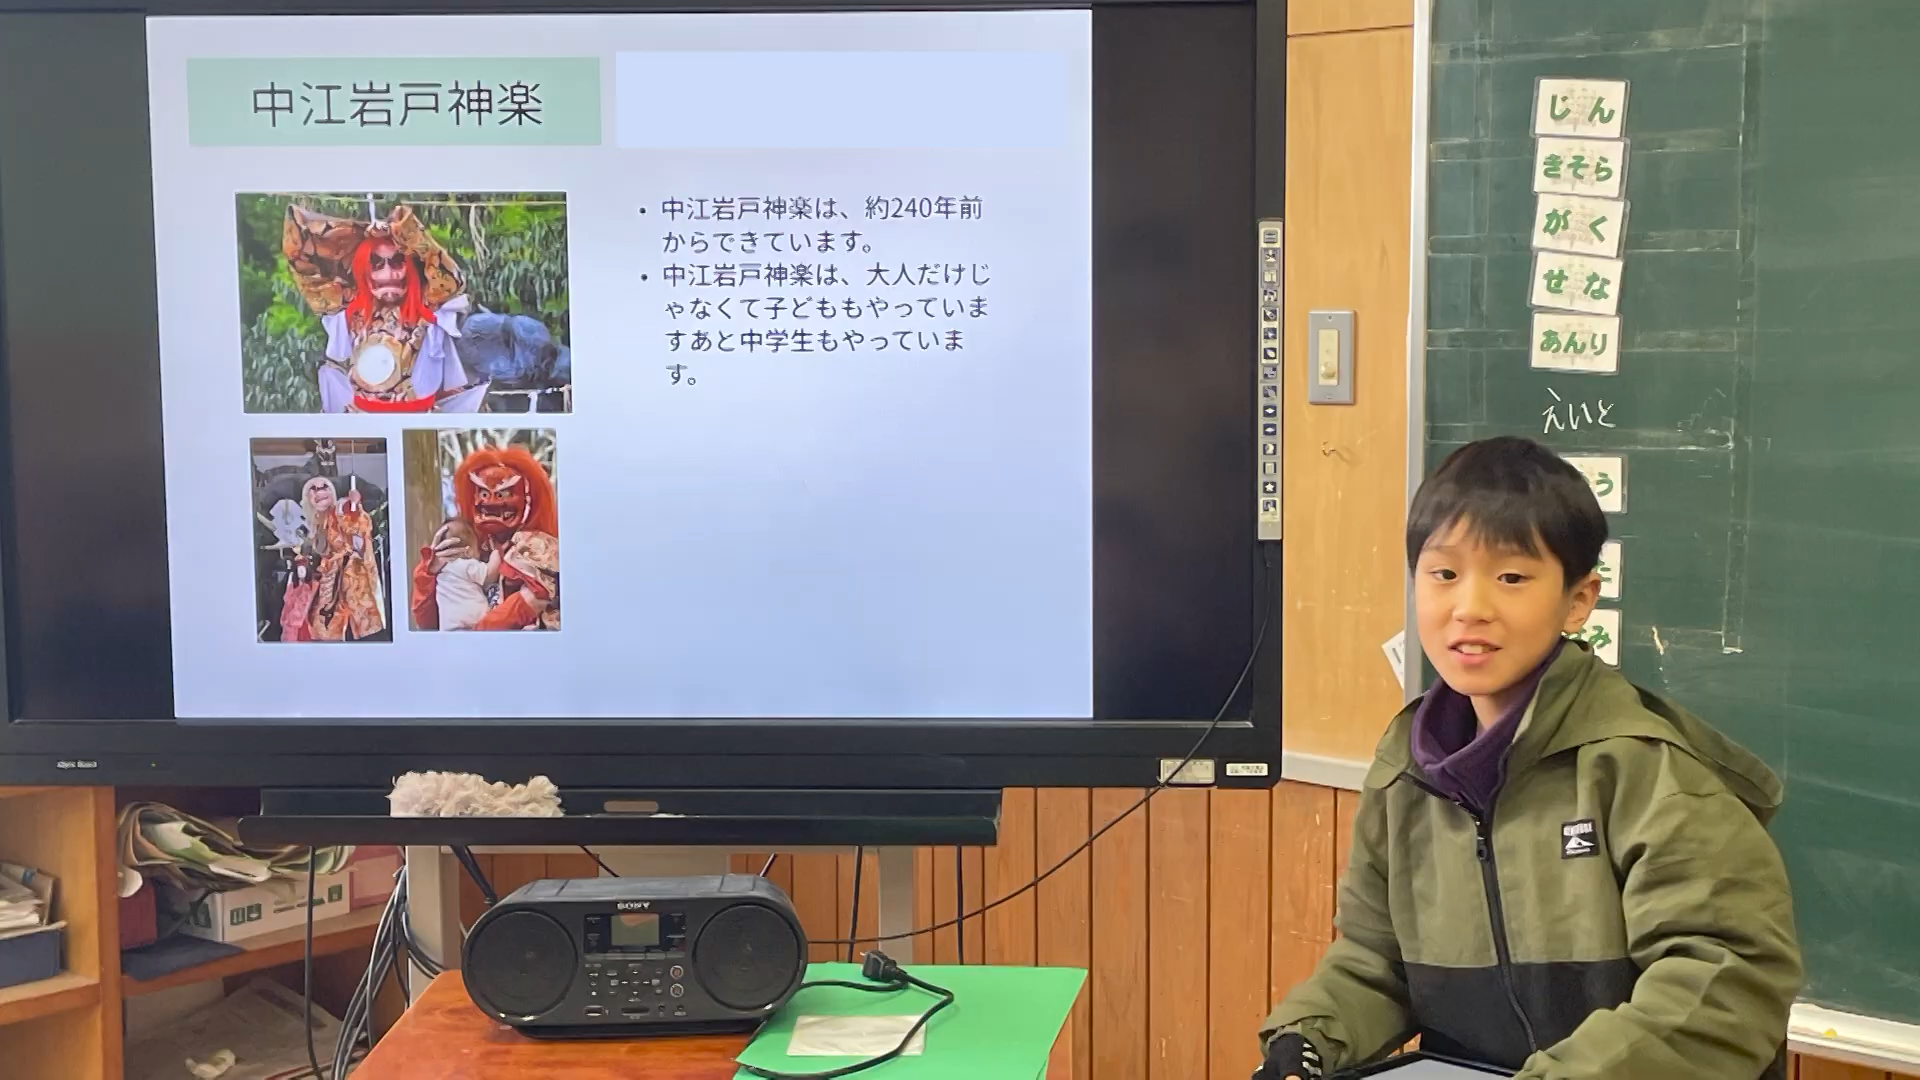 中江岩戸神楽
• 中江岩戸神楽は、約240年前
からできています。
• 中江岩戸神楽は、大人だけじ
ゃなくて子どももやっていま
すあと中学生もやっていま
す。
じん
きそら
がく
せな
あんり
えいと
う
た
み
SONY